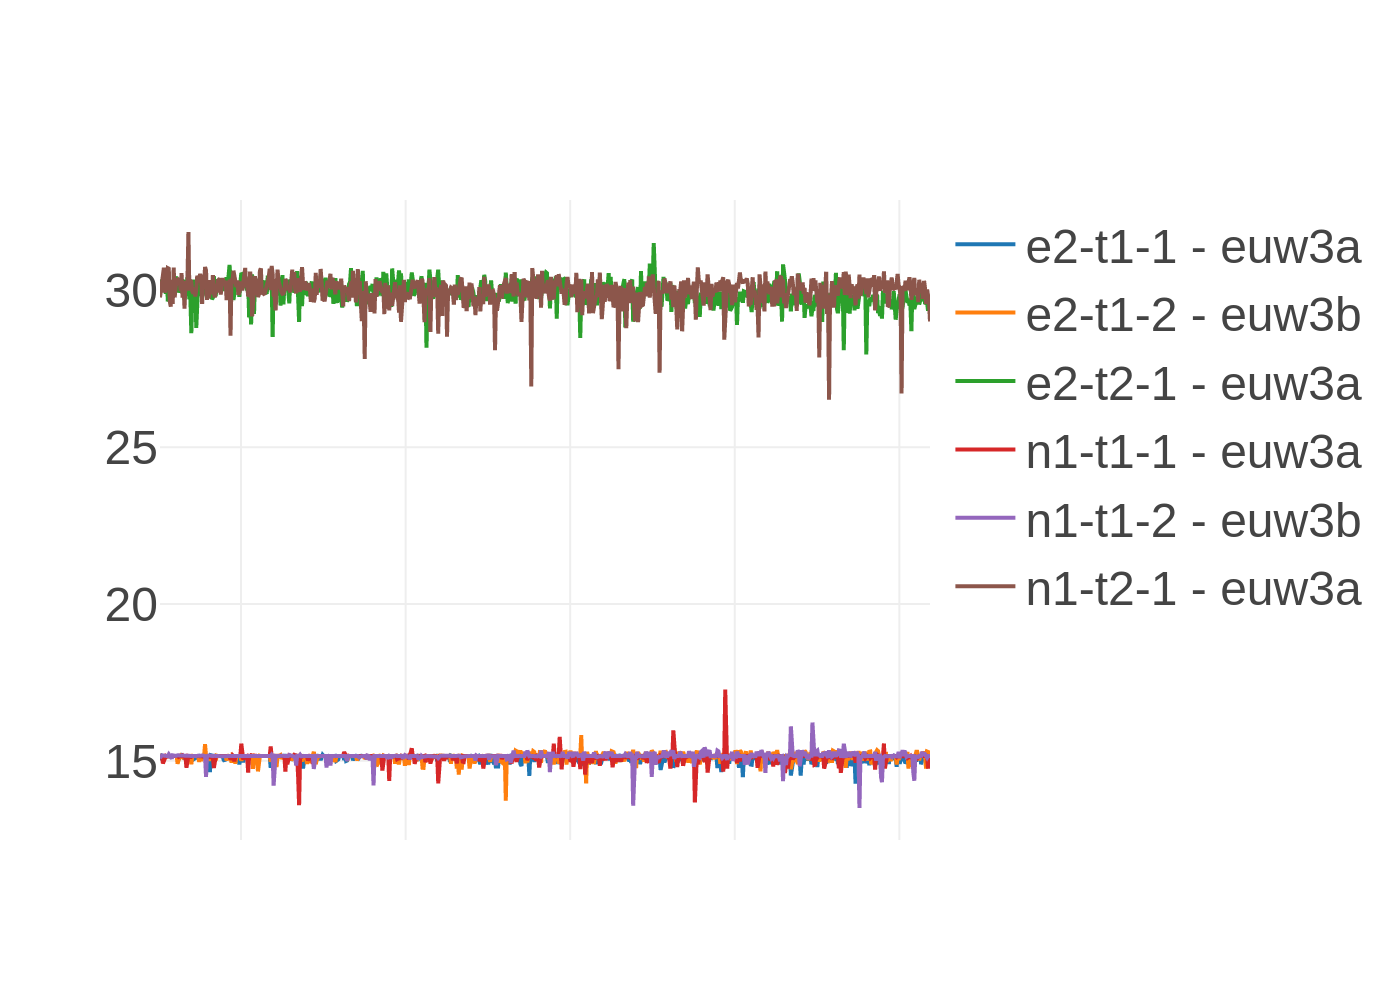 30
25
20
15
e2-t1-1 - euw3a
e2-t1-2 - euw3b
e2-t2-1 - euw3a
n1-t1-1 - euw3a
n1-t1-2 - euw3b
n1-t2-1 - euw3a